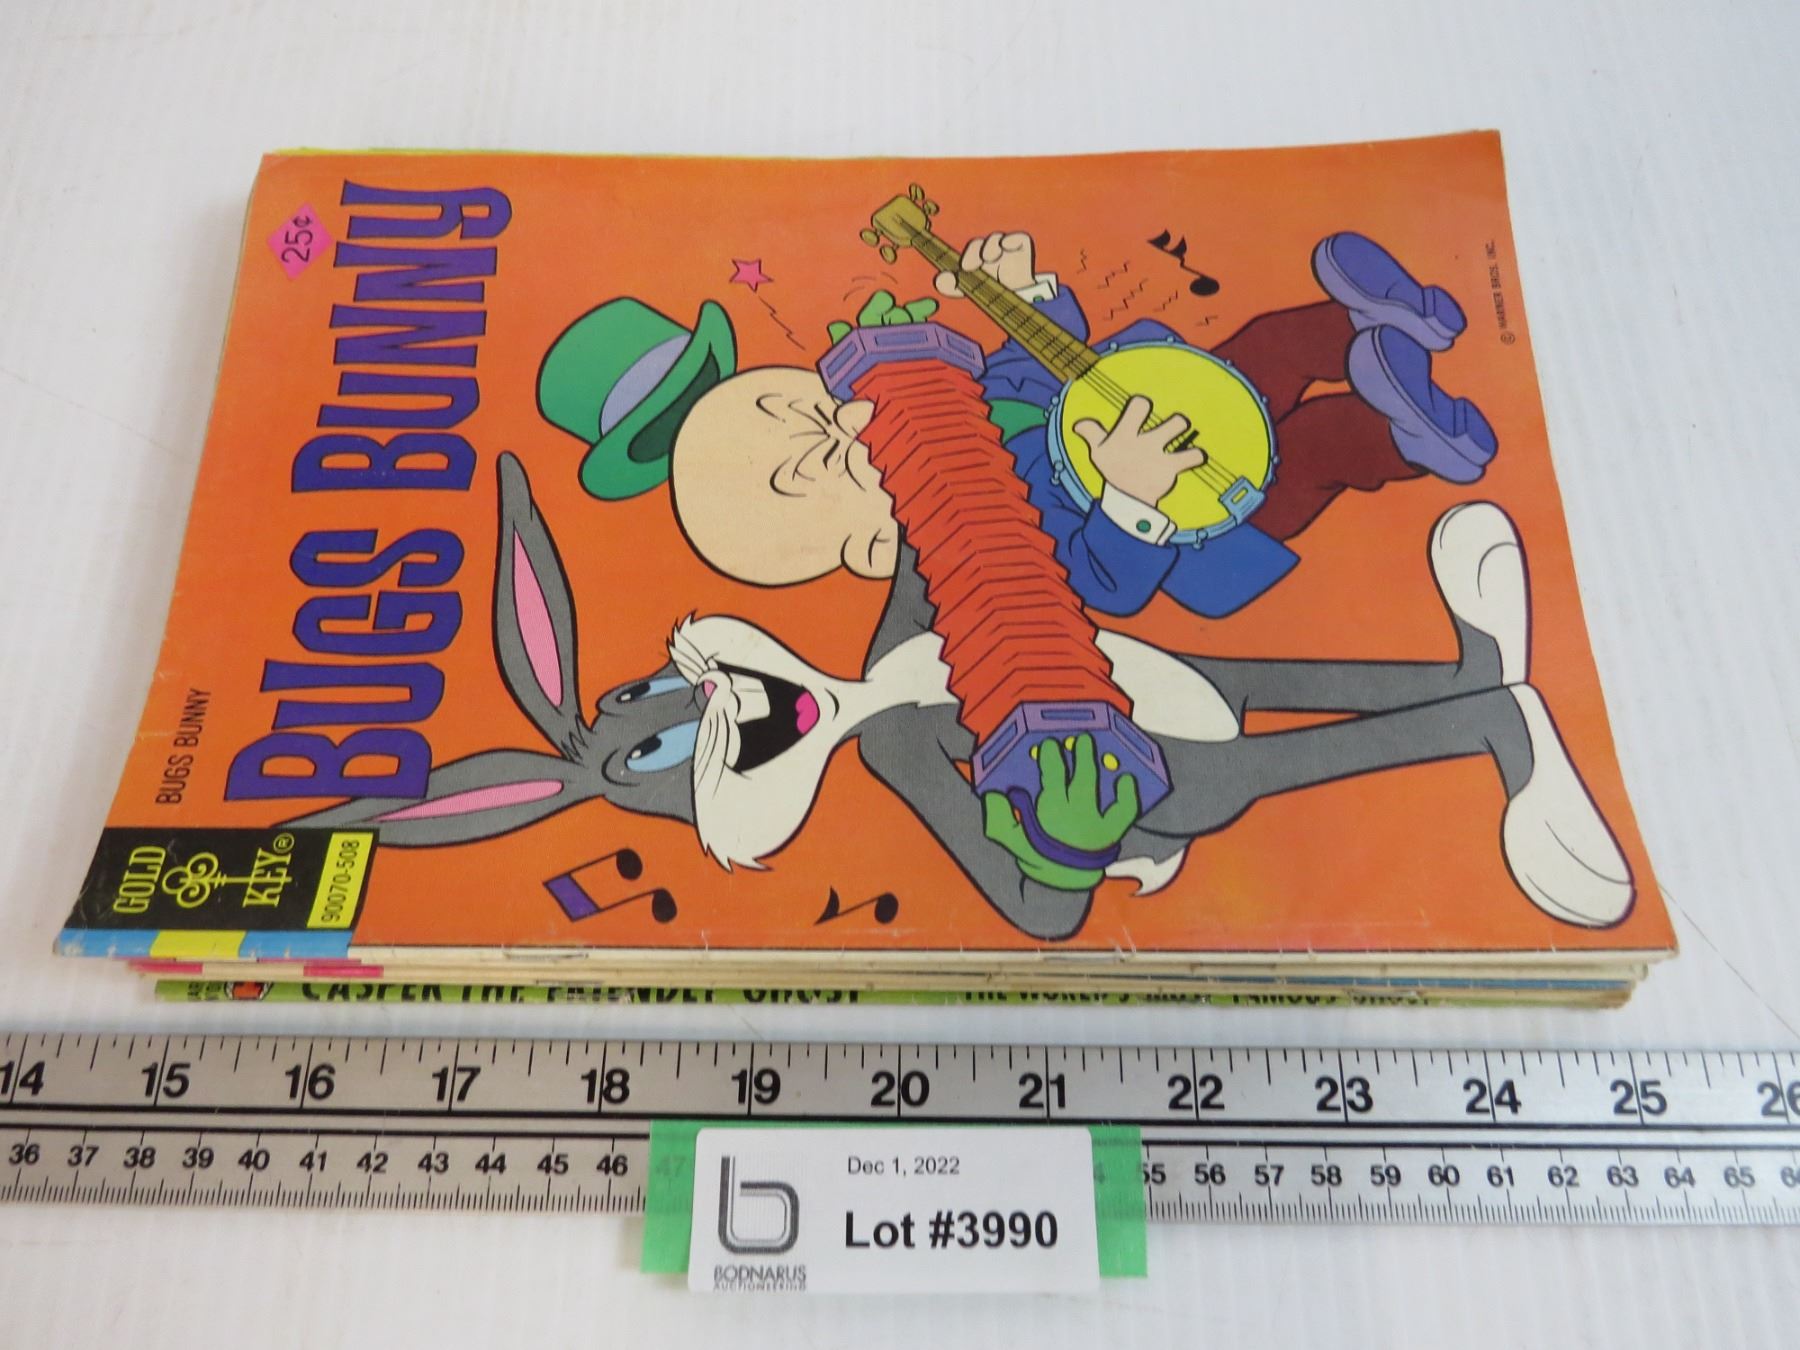 BUGS BUNNY
25¢
BUGS BUNNY
GOLD
KEY®
90070-508
© WARNER BROS. INC.
CASPER THE FRIENDLY GHOST THE WORLD'S MOST FAMOUS GHOST
14 15 16 17 18 19 20 21 22 23 24 25 26
36 37 38 39 40 41 42 43 44 45 46 47 55 56 57 58 59 60 61 62 63 64 65
Dec 1, 2022
Lot #3990
BODNARUS
AUCTIONEERING